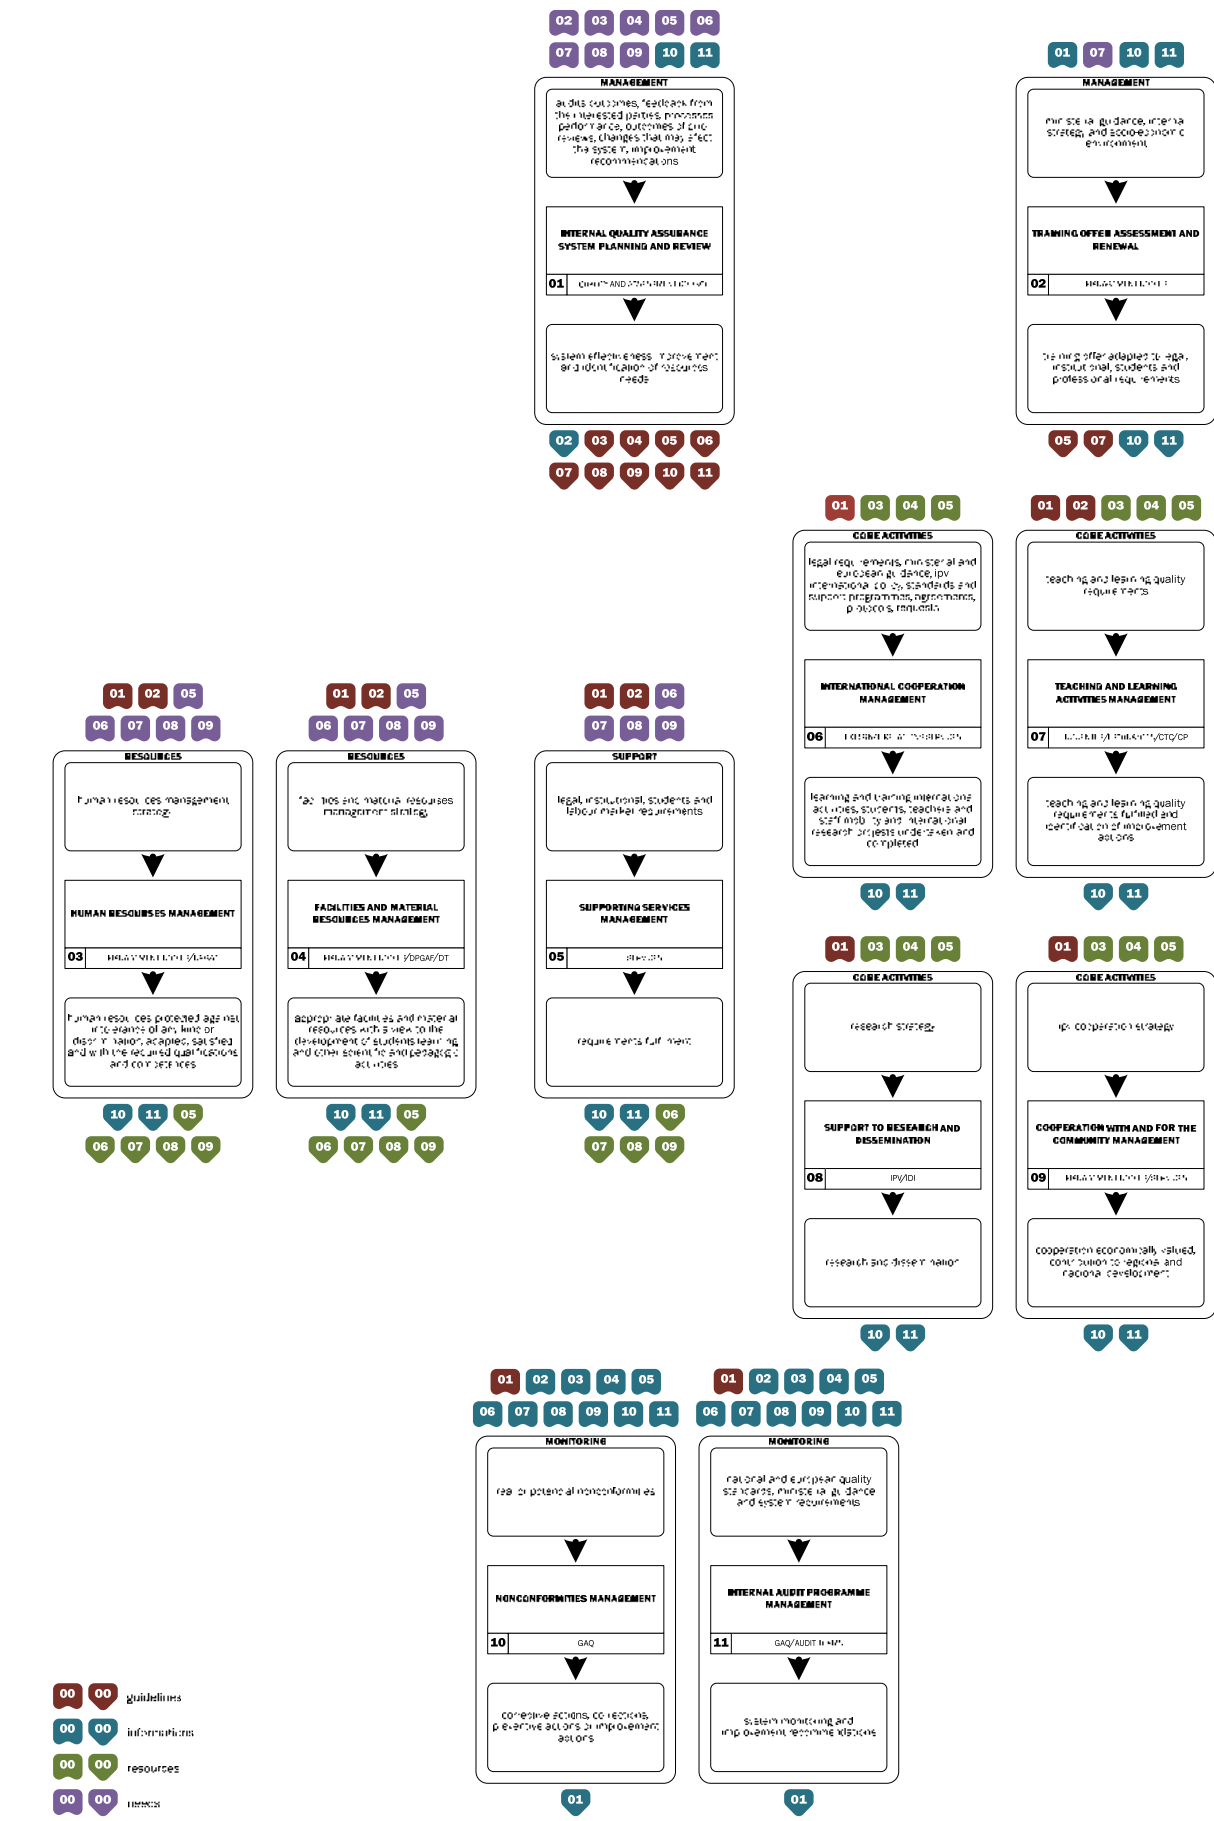 02 03 04 05 06
07 08 09 10 11
MANAGEMENT
audits outcomes, feedback from
the interested parties, processes
performance, outcomes of
reviews, changes that may
the system, improvement
recommendations
INTERNAL QUALITY ASSURANCE
SYSTEM PLANNING AND REVIEW
01
system effectiveness improvement
and identification of resources
needs
02 03 04 05 06
07 08 09 10 11
01 07 10 11
MANAGEMENT
ministerial guidance, internal
strategy and socio-economic
environment
TRAINING OFFER ASSESSMENT AND
RENEWAL
02
training offer adapted to legal,
institutional, students and
professional requirements
05 07 10 11
01 03 04 05
CORE ACTIVITIES
legal requirements, ministerial and
european guidance, ipv
international policy, standards and
support programmes, agreements,
protocols, requests
INTERNATIONAL COOPERATION
MANAGEMENT
06
learning and training international
activities, students, teachers and
staff mobility and international
research projects undertaken and
completed
10 11
01 02 03 04 05
CORE ACTIVITIES
teaching and learning quality
requirements
TEACHING AND LEARNING
ACTIVITIES MANAGEMENT
07 /CTC/CP
teaching and learning quality
requirements fulfilled and
identification of improvement
actions
10 11
01 02 05
06 07 08 09
RESOURCES
human resources management
strategy
HUMAN RESOURSES MANAGEMENT
03
human resources protected against
intolerance of any kind or
discrimination, adapted, satisfied
and with the required qualifications
and competences
10 11 05
06 07 08 09
01 02 05
06 07 08 09
RESOURCES
facilities and material resourses
management strategy
FACILITIES AND MATERIAL
RESOURCES MANAGEMENT
04 /DPGAF/DT
appropriate facilities and material
resources with a view to the
development of students learning
and other scientific and pedagogic
activities
10 11 05
06 07 08 09
01 02 06
07 08 09
SUPPORT
legal, institutional, students and
labour market requirements
SUPPORTING SERVICES
MANAGEMENT
05 SERVICES
requirements fulfilment
10 11 06
07 08 09
01 03 04 05
CORE ACTIVITIES
research strategy
SUPPORT TO RESEARCH AND
DISSEMINATION
08 IPV/IDI
research and dissemination
10 11
01 03 04 05
CORE ACTIVITIES
ipv cooperation strategy
COOPERATION WITH AND FOR THE
COMMUNITY MANAGEMENT
09
cooperation economically valued,
contribution to regional and
national development
10 11
01 02 03 04 05
06 07 08 09 10 11
MONITORING
real or potencial nonconformities
NONCONFORMITIES MANAGEMENT
10 GAQ
corrective actions, corrections,
preventive actions or improvement
actions
01
01 02 03 04 05
06 07 08 09 10 11
MONITORING
national and european quality
standards, ministerial guidance
and system requirements
INTERNAL AUDIT PROGRAMME
MANAGEMENT
11 GAQ/AUDIT TEAMS
system monitoring and
improvement recommendations
01
00 00 guidelines
00 00 informations
00 00 resources
00 00 needs